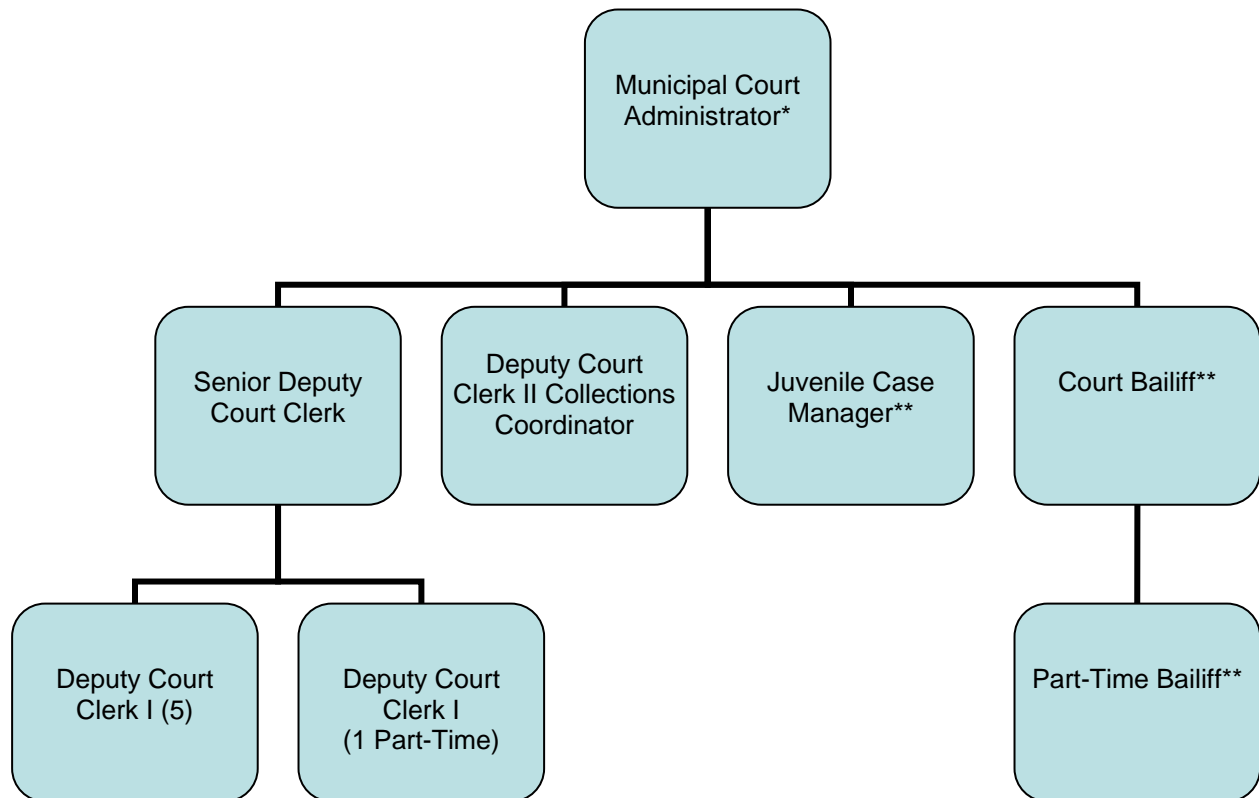 Municipal Court
Administrator*
Senior Deputy
Court Clerk
Deputy Court
Clerk II Collections
Coordinator
Juvenile Case
Manager**
Court Bailiff**
Deputy Court
Clerk I (5)
Deputy Court
Clerk I
(1 Part-Time)
Part-Time Bailiff**